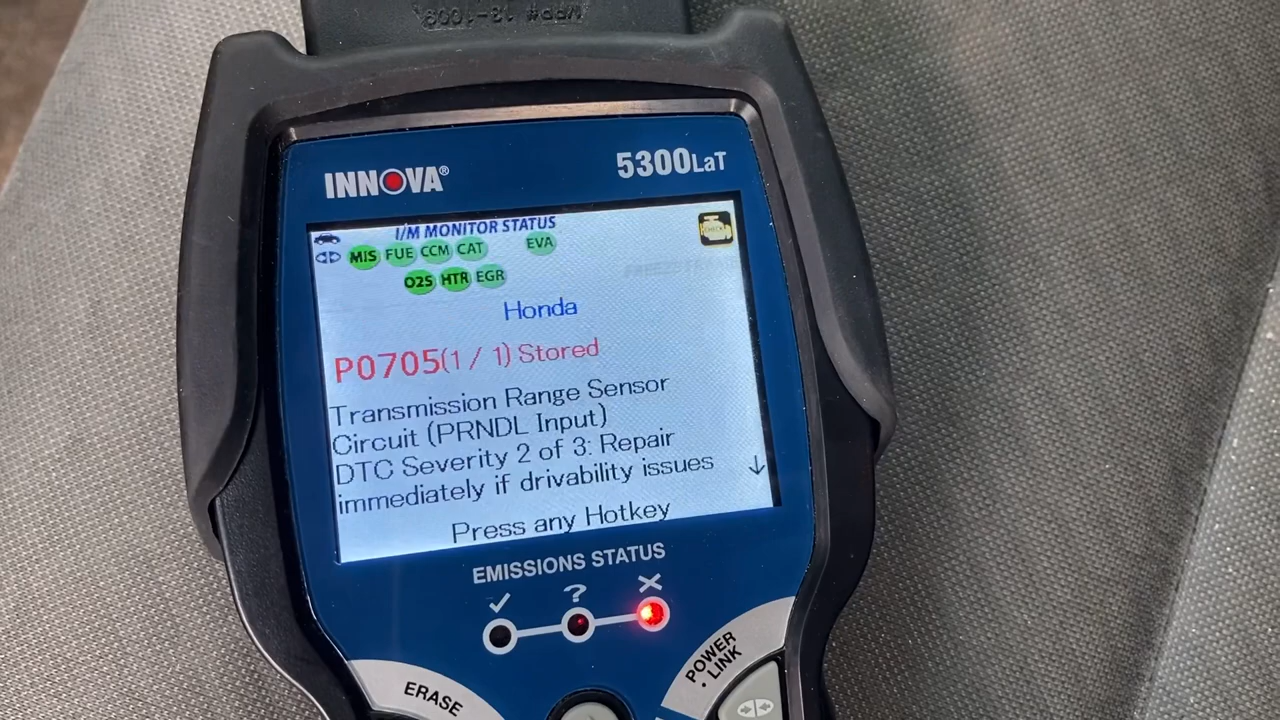 INNOVA®
5300LaT
I/M MONITOR STATUS
MIS FUE CCM CAT EVA
CHECK
O2S HTR EGR
Honda
P0705(1 / 1) Stored
Transmission Range Sensor
Circuit (PRNDL Input)
DTC Severity 2 of 3: Repair
immediately if drivability issues
Press any Hotkey
EMISSIONS STATUS
✓ ? X
ERASE
POWER
· LINK